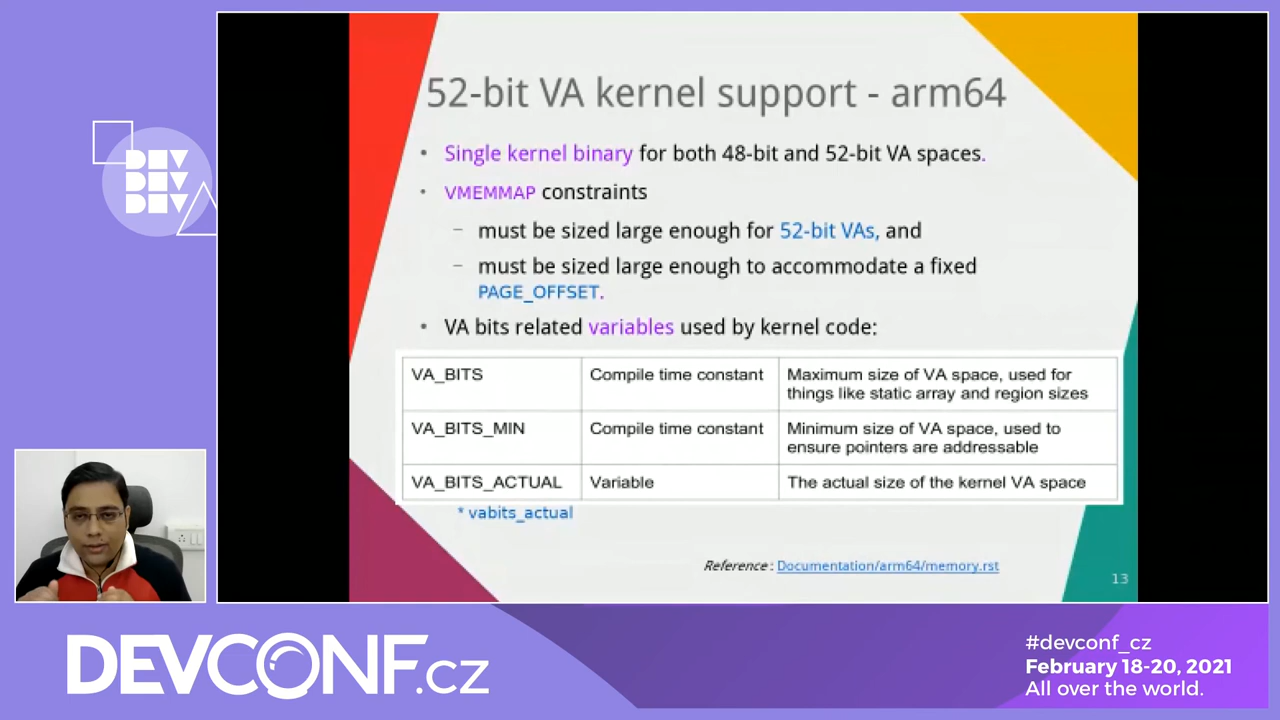 DEV
DEV
DEV
52-bit VA kernel support - arm64
• Single kernel binary for both 48-bit and 52-bit VA spaces.
• VMEMMAP constraints
– must be sized large enough for 52-bit VAs, and
– must be sized large enough to accommodate a fixed
PAGE_OFFSET.
• VA bits related variables used by kernel code:
VA_BITS Compile time constant Maximum size of VA space, used for
things like static array and region sizes
VA_BITS_MIN Compile time constant Minimum size of VA space, used to
ensure pointers are addressable
VA_BITS_ACTUAL Variable The actual size of the kernel VA space
* vabits_actual
Reference : Documentation/arm64/memory.rst
13
DEVCONF.cz
#devconf_cz
February 18-20, 2021
All over the world.